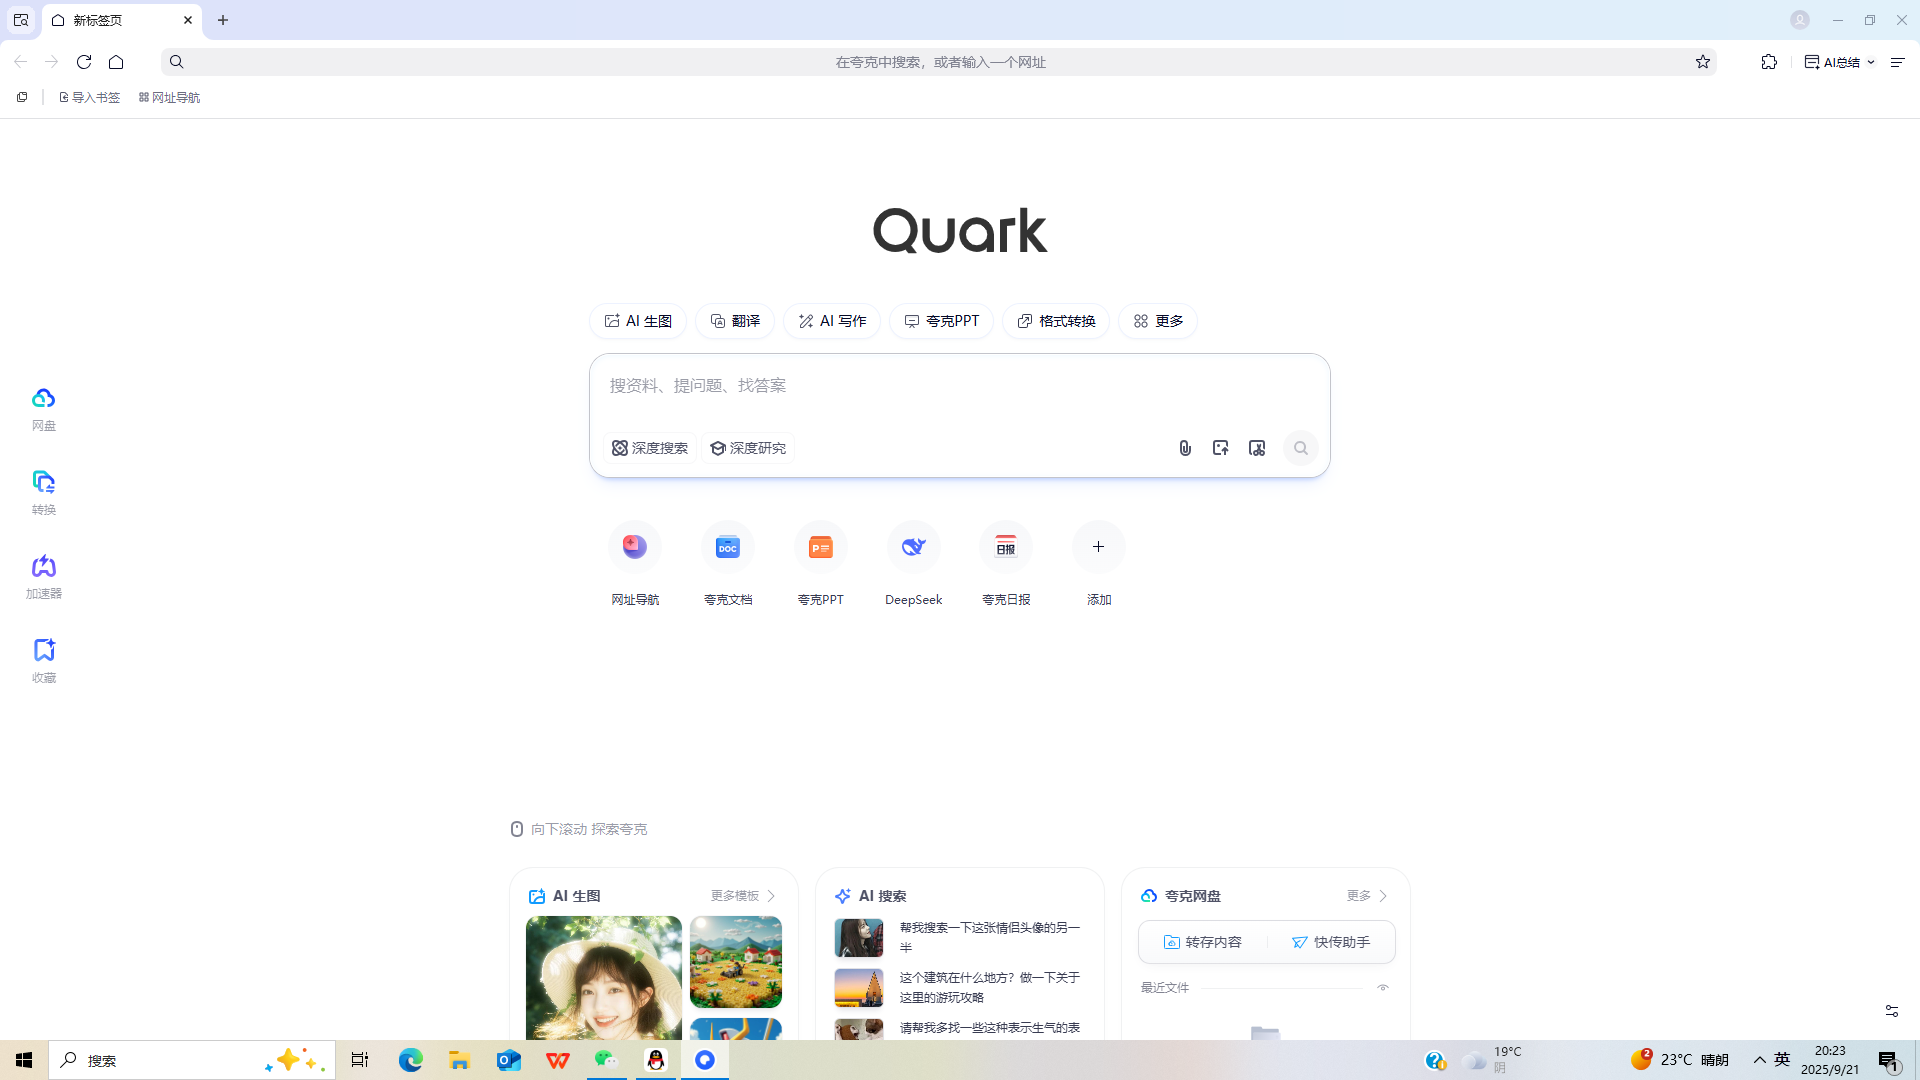 新标签页
在夸克中搜索，或者输入一个网址
AI总结
导入书签
网址导航
Quark
AI 生图
翻译
AI 写作
夸克PPT
格式转换
更多
搜资料、提问题、找答案
深度搜索
深度研究
网盘
转换
加速器
收藏
DOC
P
日报
网址导航
夸克文档
夸克PPT
DeepSeek
夸克日报
添加
向下滚动 探索夸克
AI 生图
更多模板
AI 搜索
帮我搜索一下这张情侣头像的另一
半
这个建筑在什么地方？做一下关于
这里的游玩攻略
请帮我多找一些这种表示生气的表
夸克网盘
更多
转存内容
快传助手
最近文件
搜索
19°C
阴
2
23°C 晴朗
英
20:23
2025/9/21
1